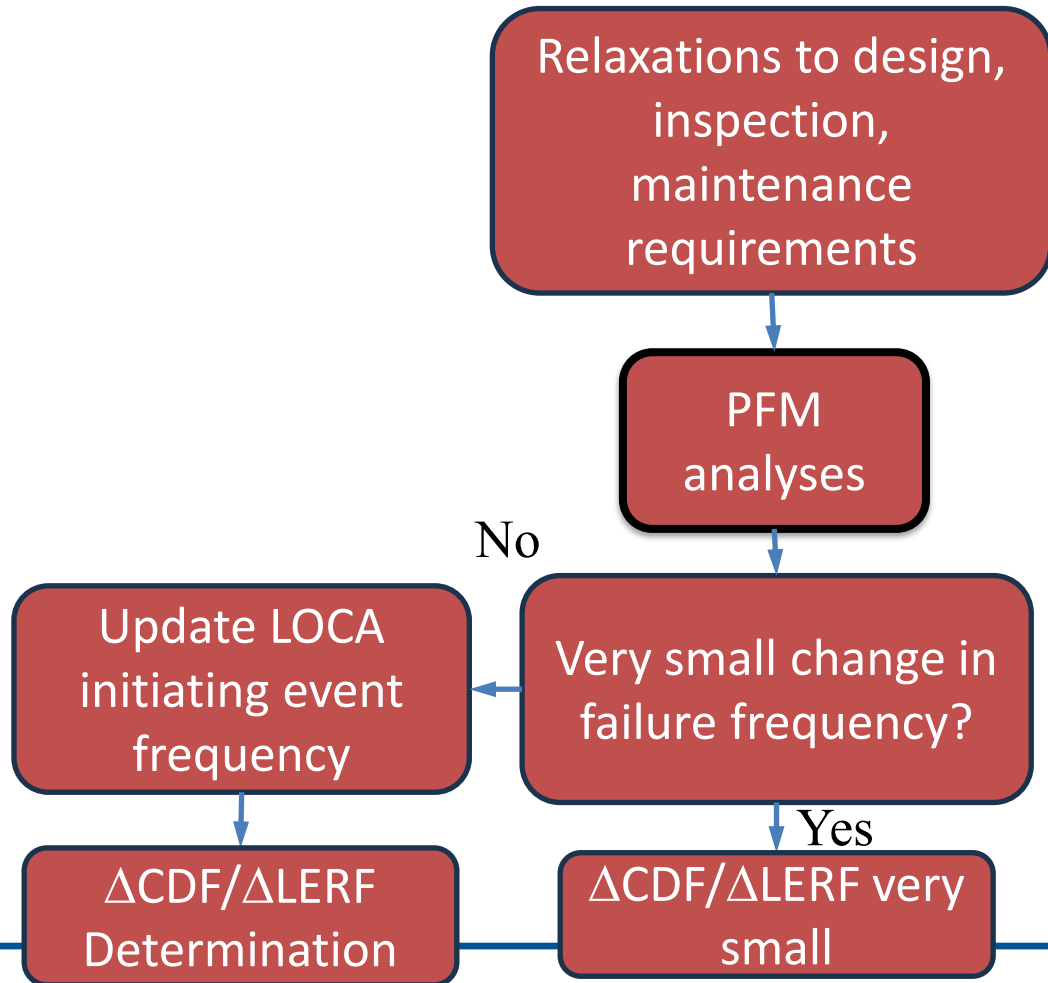 Relaxations to design,
inspection,
maintenance
requirements
PFM
analyses
No
Update LOCA
initiating event
frequency
Very small change in
failure frequency?
Yes
ΔCDF/ΔLERF
Determination
ΔCDF/ΔLERF very
small